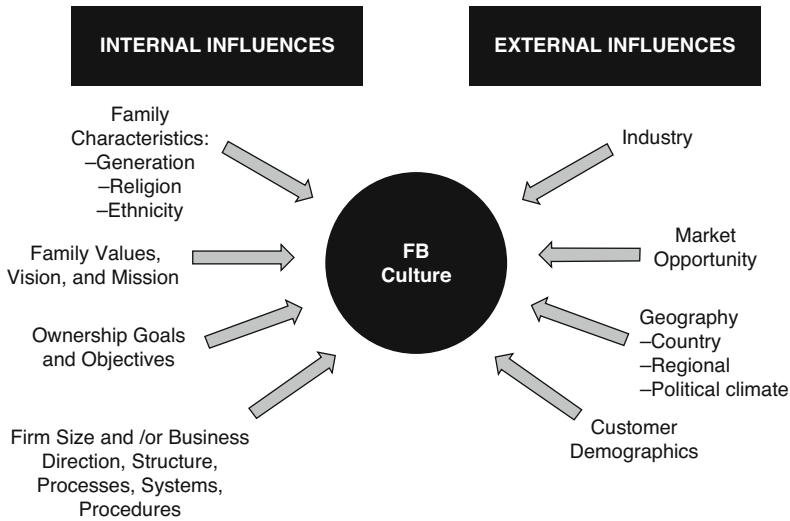 INTERNAL INFLUENCES
EXTERNAL INFLUENCES
Family
Characteristics:
–Generation
–Religion
–Ethnicity
Family Values,
Vision, and Mission
Ownership Goals
and Objectives
Firm Size and /or Business
Direction, Structure,
Processes, Systems,
Procedures
FB
Culture
Industry
Market
Opportunity
Geography
–Country
–Regional
–Political climate
Customer
Demographics